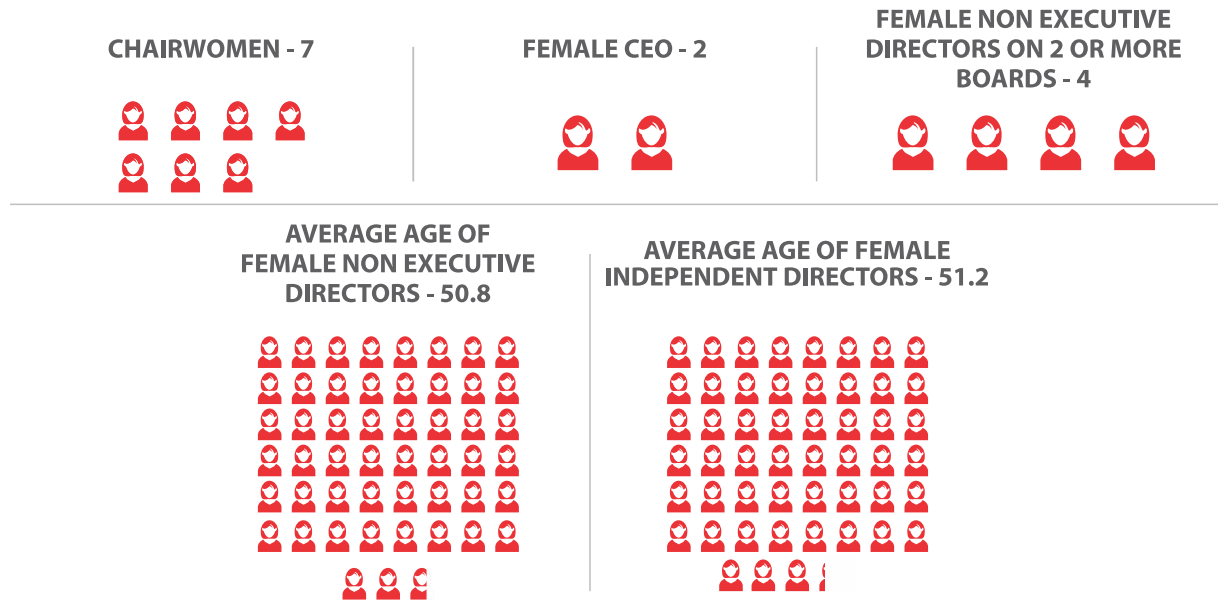 CHAIRWOMEN - 7
FEMALE CEO - 2
FEMALE NON EXECUTIVE
DIRECTORS ON 2 OR MORE
BOARDS - 4
AVERAGE AGE OF
FEMALE NON EXECUTIVE
DIRECTORS - 50.8
AVERAGE AGE OF FEMALE
INDEPENDENT DIRECTORS - 51.2